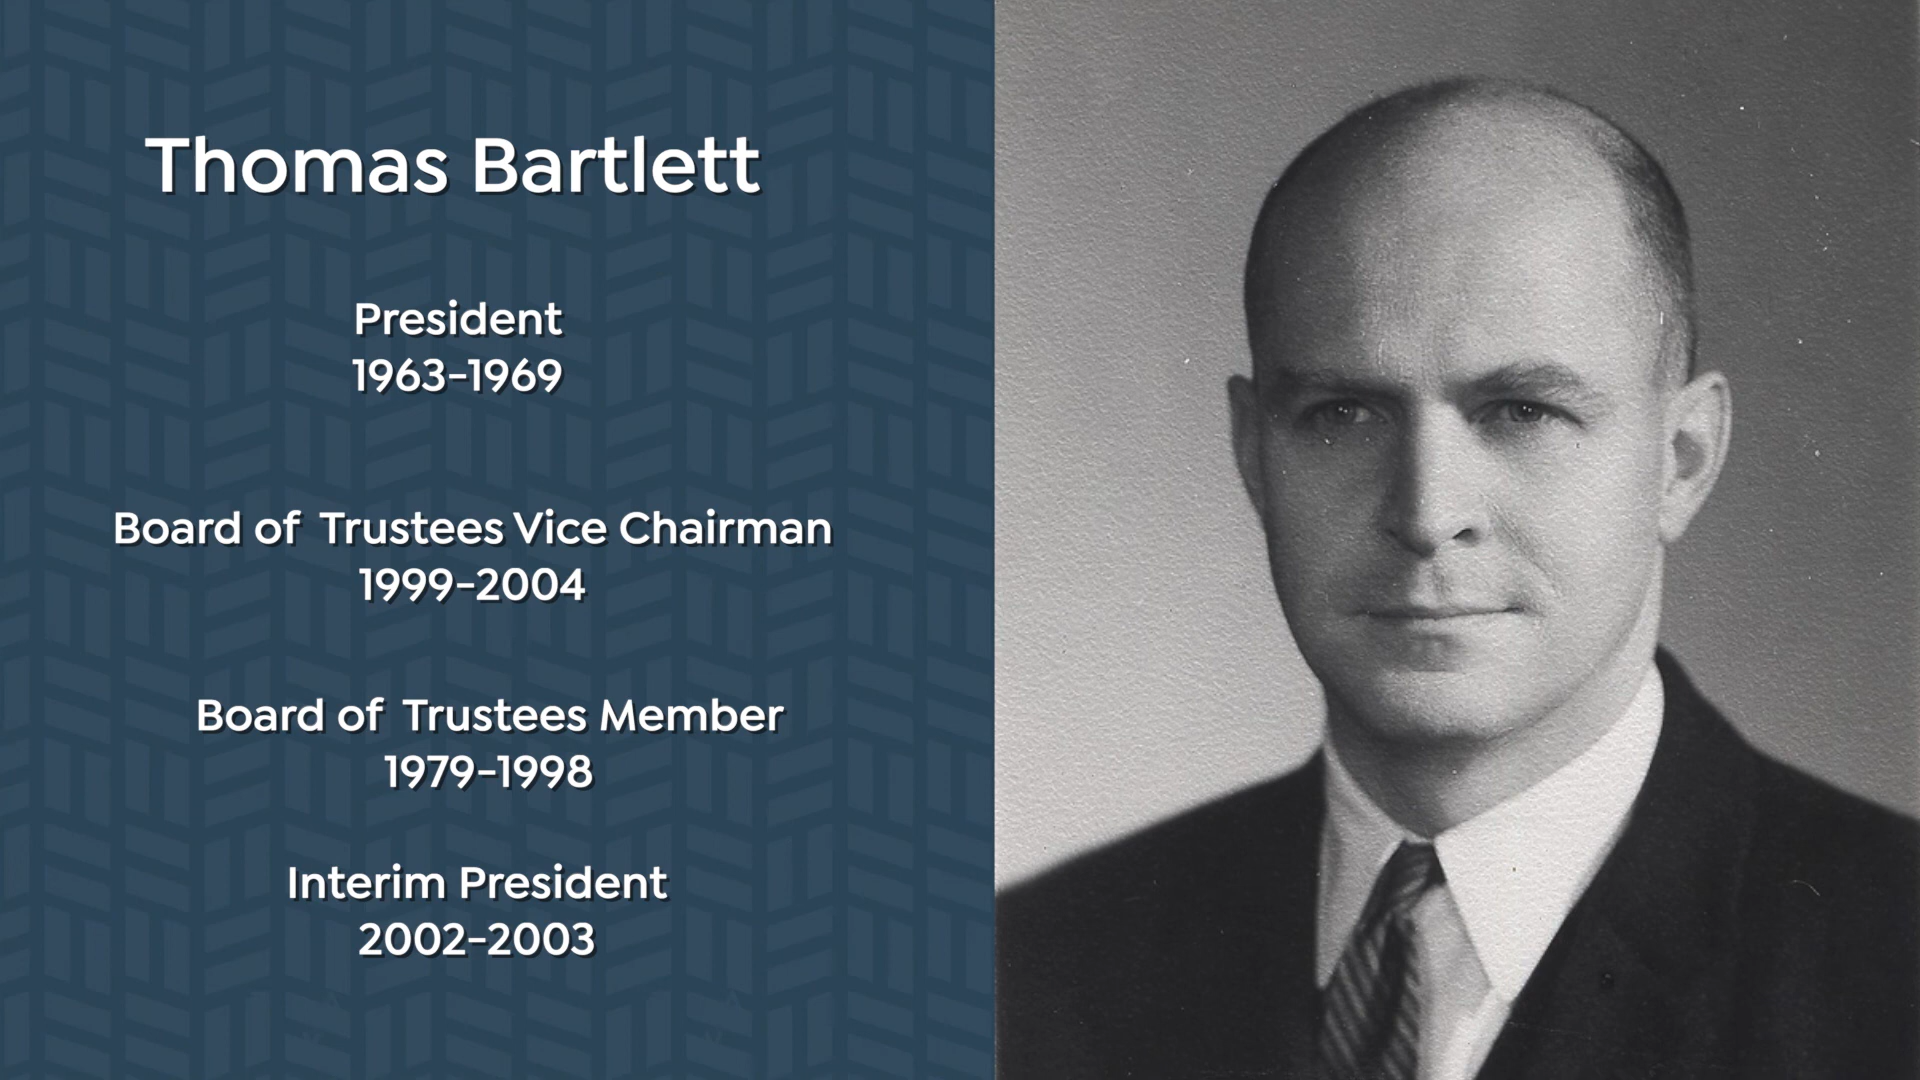 Thomas Bartlett
President
1963-1969
Board of Trustees Vice Chairman
1999-2004
Board of Trustees Member
1979-1998
Interim President
2002-2003